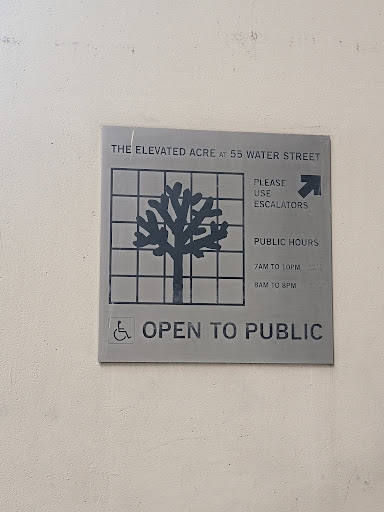 THE ELEVATED ACRE AT 55 WATER STREET
PLEASE
USE
ESCALATORS
PUBLIC HOURS
7AM TO 10PM
8AM TO 8PM
OPEN TO PUBLIC